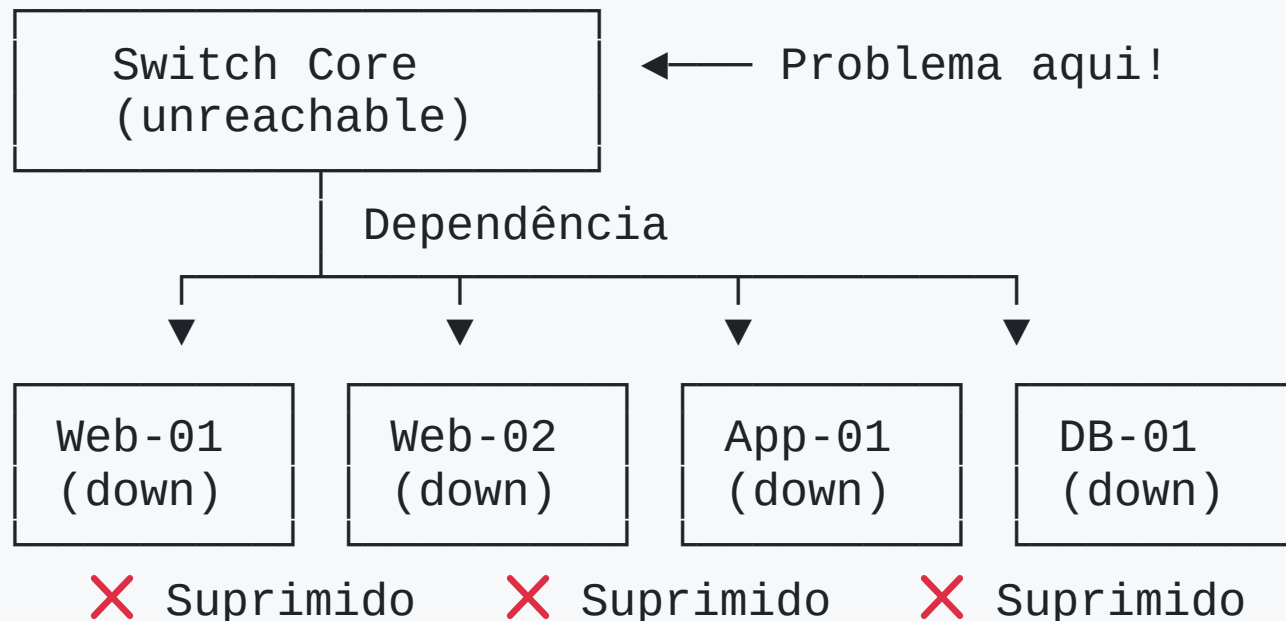 Switch Core ◄─── Problema aqui!
(unreachable)
Dependência
Web-01 Web-02 App-01 DB-01
(down) (down) (down) (down)
❌ Suprimido ❌ Suprimido ❌ Suprimido